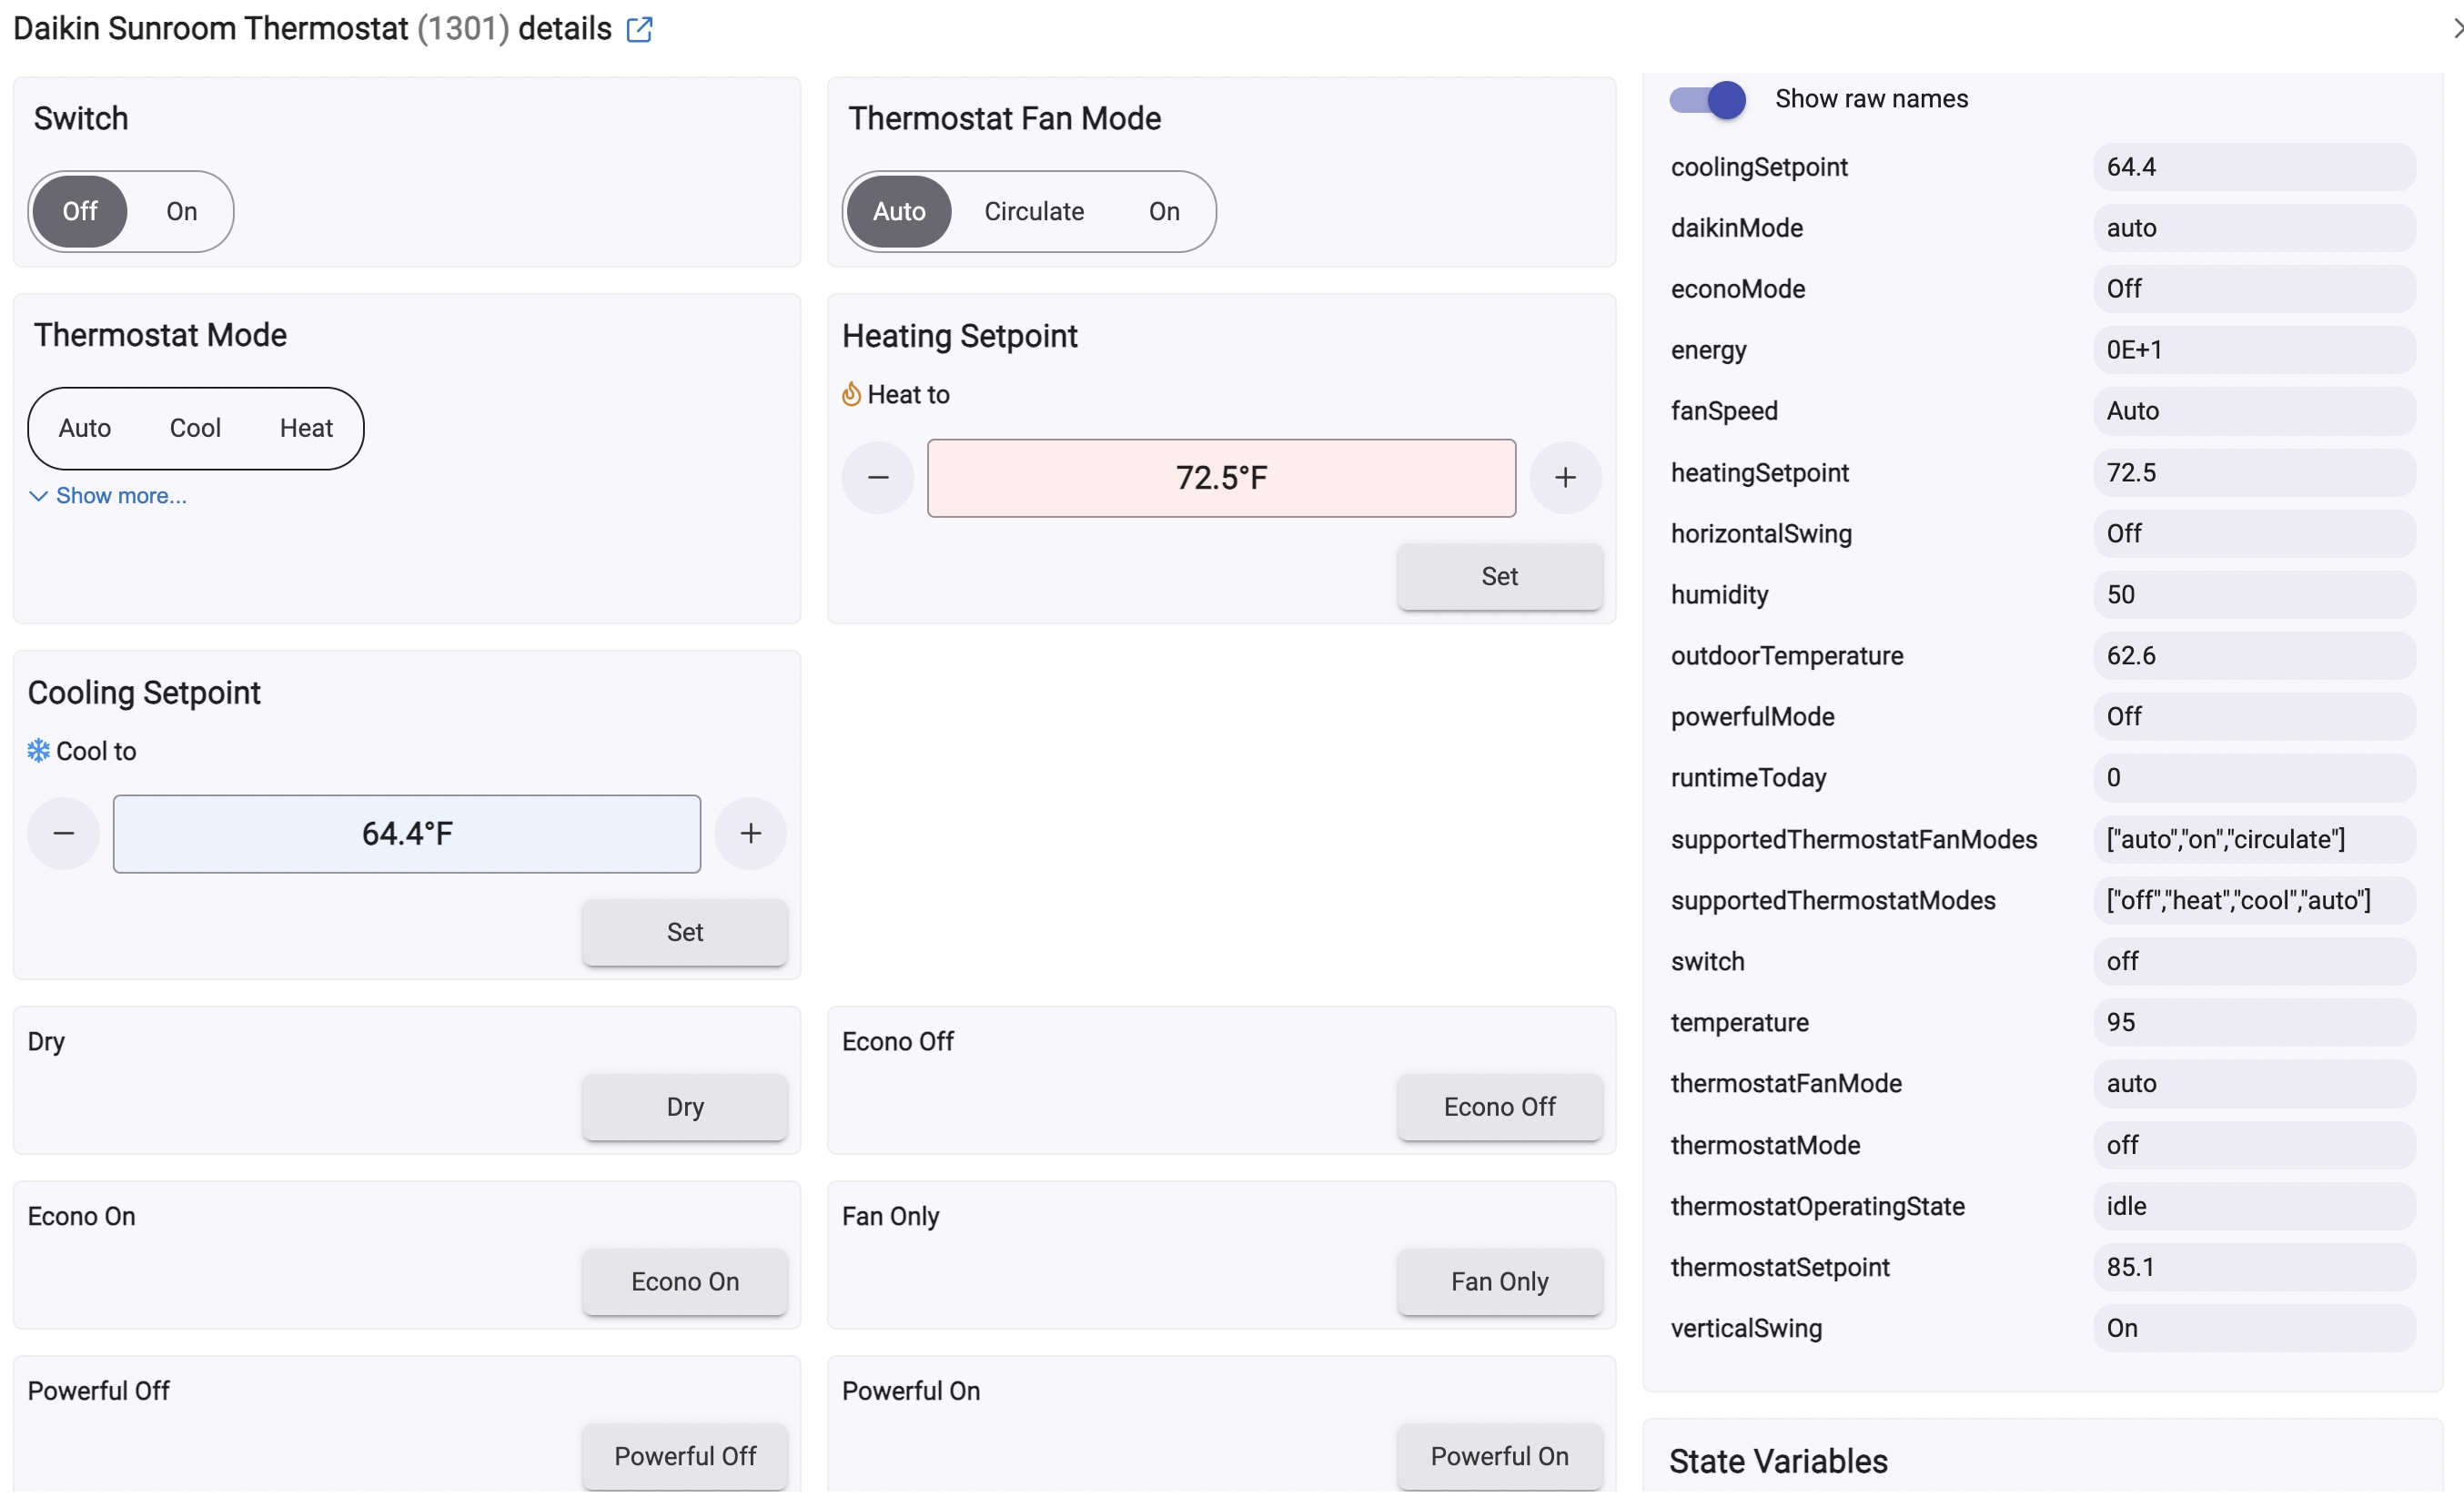 Daikin Sunroom Thermostat (1301) details
Switch
Off On
Thermostat Fan Mode
Auto Circulate On
Thermostat Mode
Auto Cool Heat
Show more...
Heating Setpoint
Heat to
− 72.5°F +
Set
Cooling Setpoint
Cool to
− 64.4°F +
Set
Dry
Dry
Econo Off
Econo Off
Econo On
Econo On
Fan Only
Fan Only
Powerful Off
Powerful Off
Powerful On
Powerful On
Show raw names
coolingSetpoint 64.4
daikinMode auto
econoMode Off
energy 0E+1
fanSpeed Auto
heatingSetpoint 72.5
horizontalSwing Off
humidity 50
outdoorTemperature 62.6
powerfulMode Off
runtimeToday 0
supportedThermostatFanModes ["auto","on","circulate"]
supportedThermostatModes ["off","heat","cool","auto"]
switch off
temperature 95
thermostatFanMode auto
thermostatMode off
thermostatOperatingState idle
thermostatSetpoint 85.1
verticalSwing On
State Variables